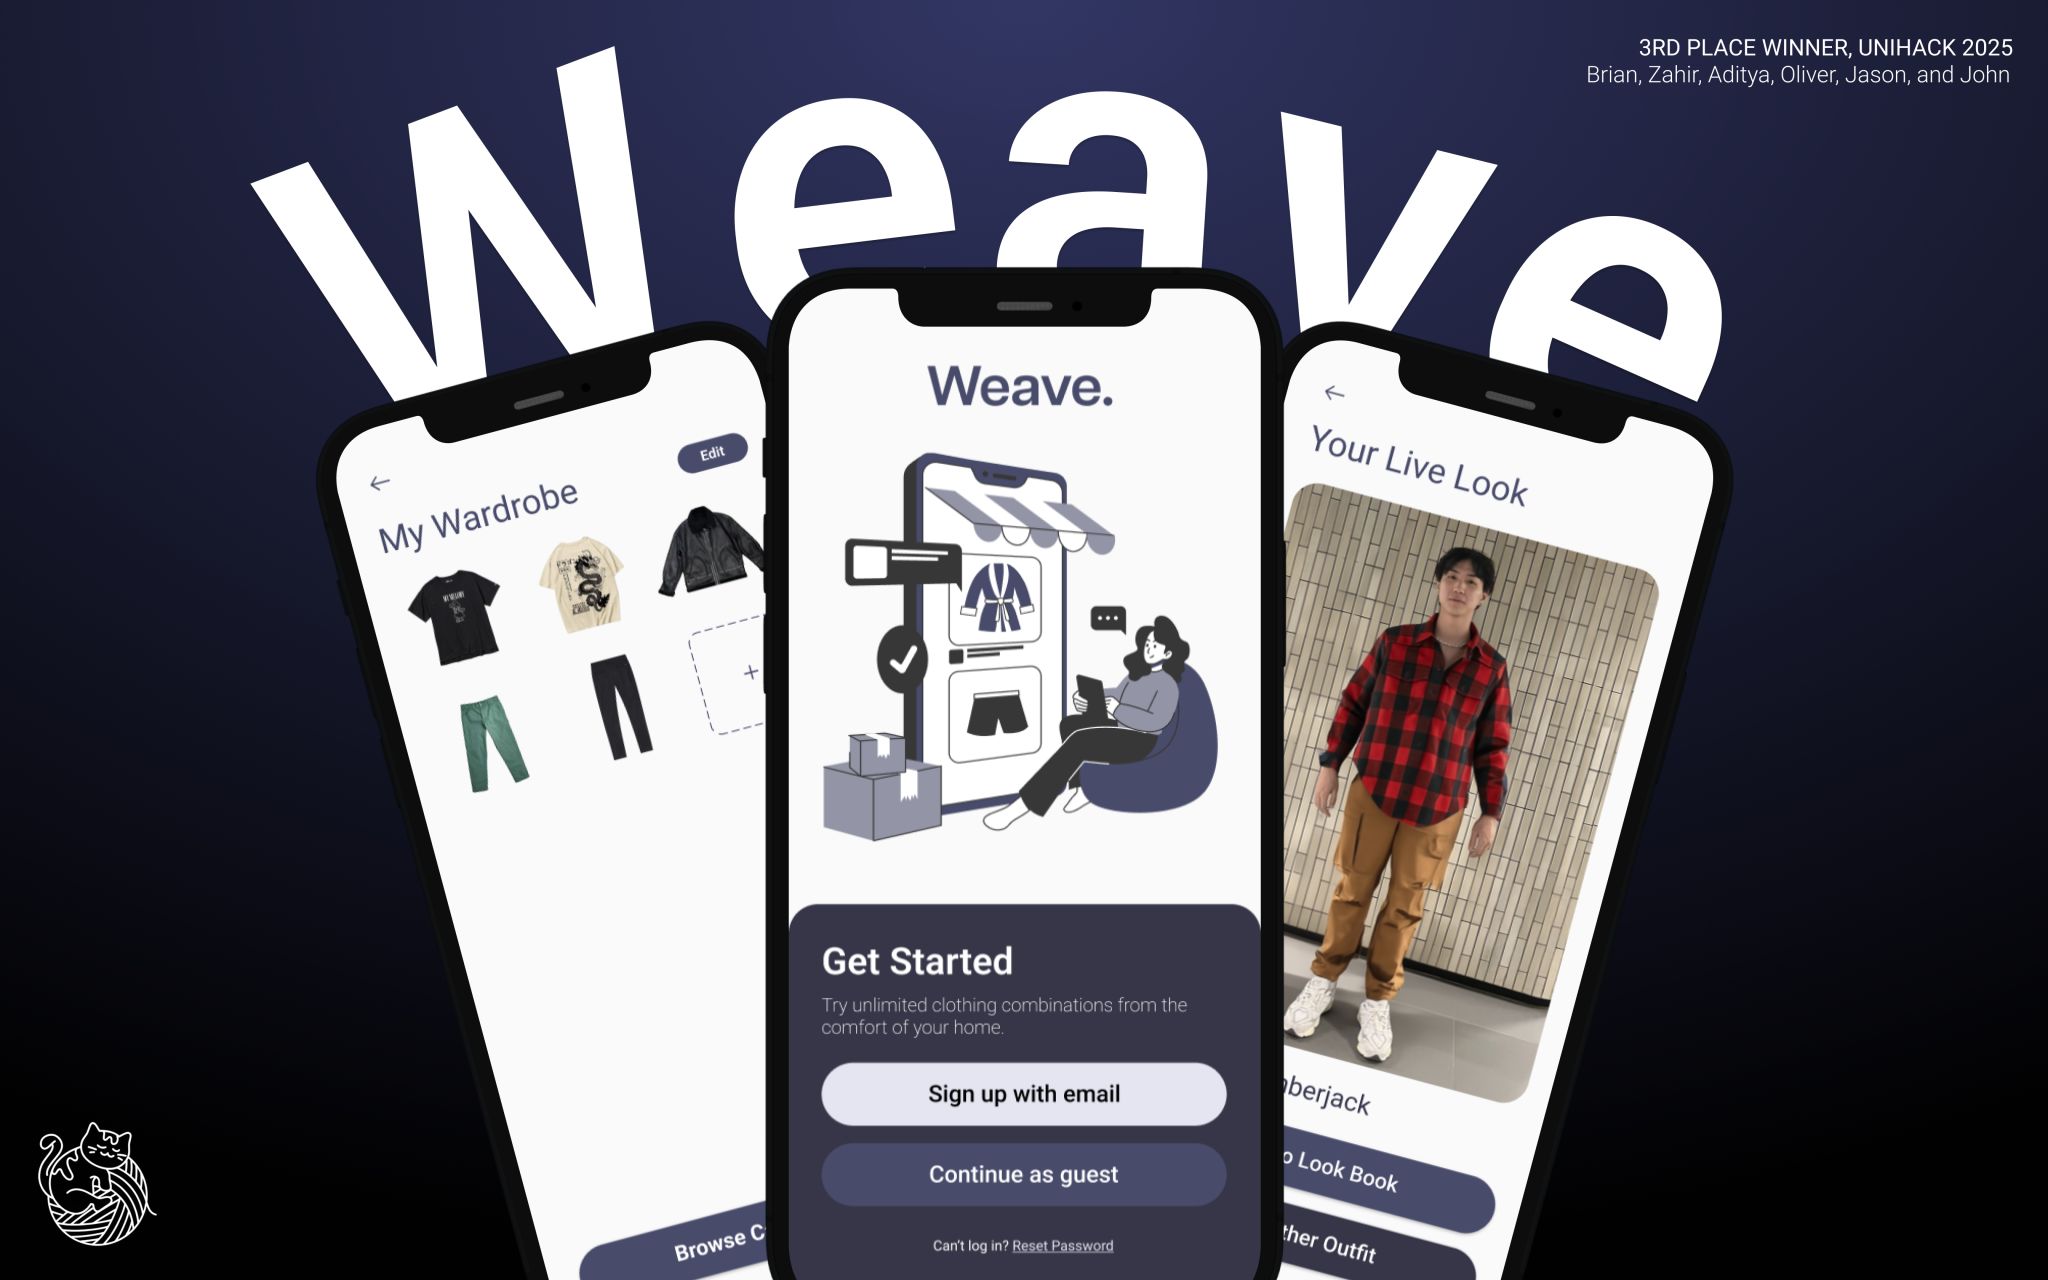 3RD PLACE WINNER, UNIHACK 2025
Brian, Zahir, Aditya, Oliver, Jason, and John
Weave
Edit
My Wardrobe
Browse C
Weave.
Get Started
Try unlimited clothing combinations from the
comfort of your home.
Sign up with email
Continue as guest
Can't log in? Reset Password
Your Live Look
berjack
o Look Book
ther Outfit